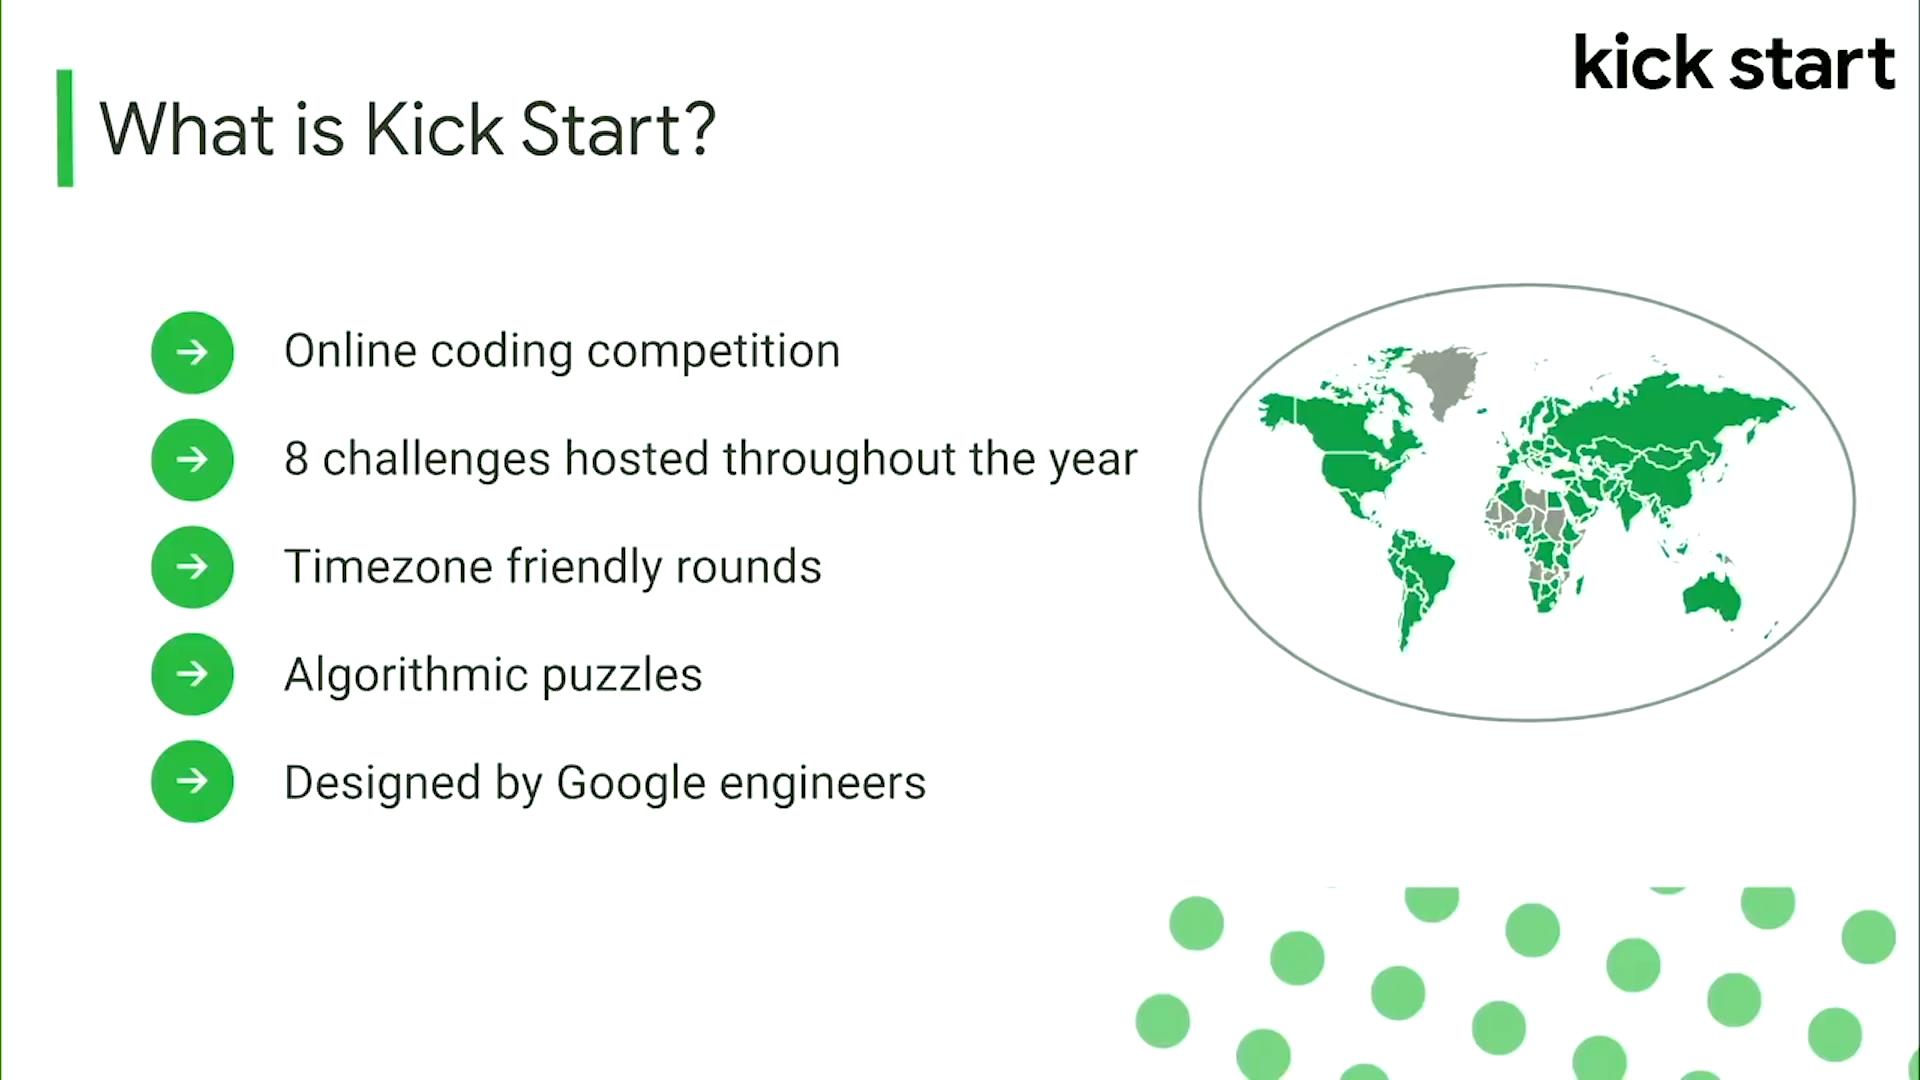 kick start
What is Kick Start?
Online coding competition
8 challenges hosted throughout the year
Timezone friendly rounds
Algorithmic puzzles
Designed by Google engineers